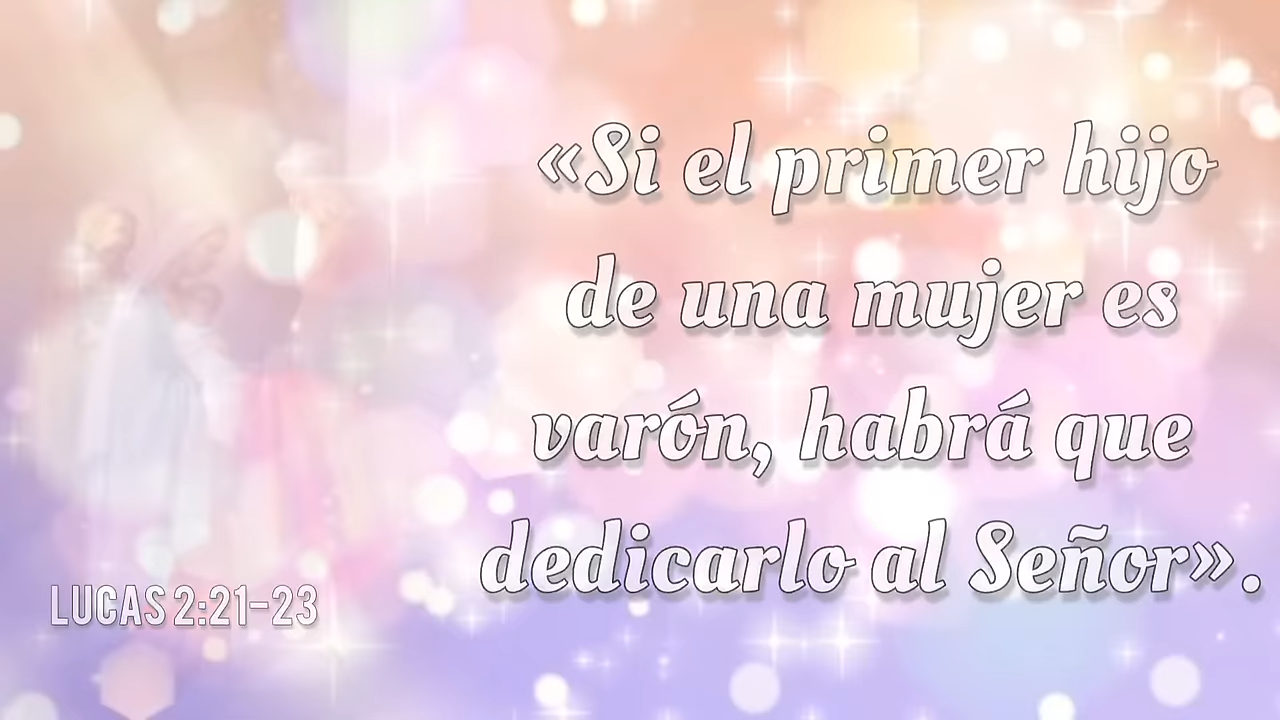 «Si el primer hijo
de una mujer es
varón, habrá que
dedicarlo al Señor».
LUCAS 2:21-23